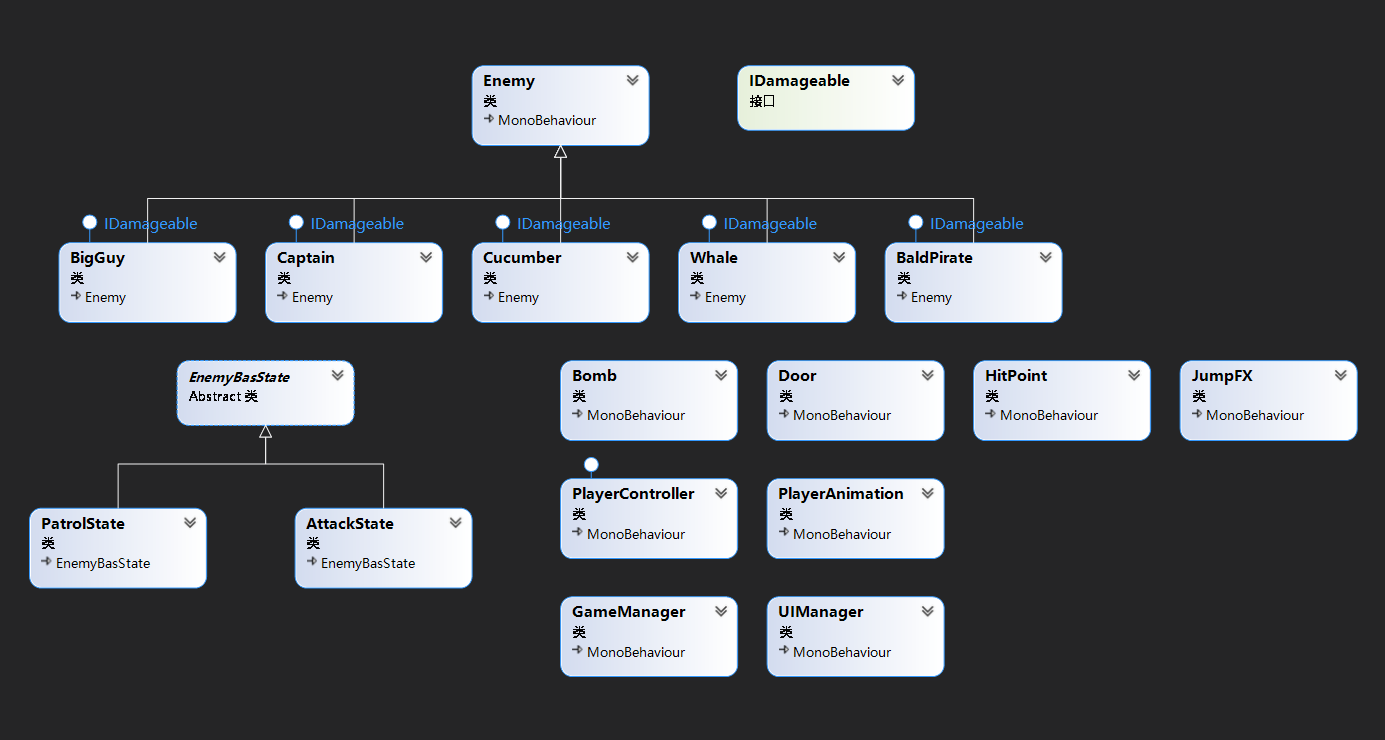 Enemy
类
MonoBehaviour
IDamageable
接口
IDamageable
IDamageable
IDamageable
IDamageable
IDamageable
BigGuy
类
Enemy
Captain
类
Enemy
Cucumber
类
Enemy
Whale
类
Enemy
BaldPirate
类
Enemy
EnemyBasState
Abstract 类
Bomb
类
MonoBehaviour
Door
类
MonoBehaviour
HitPoint
类
MonoBehaviour
JumpFX
类
MonoBehaviour
PlayerController
类
MonoBehaviour
PlayerAnimation
类
MonoBehaviour
PatrolState
类
EnemyBasState
AttackState
类
EnemyBasState
GameManager
类
MonoBehaviour
UIManager
类
MonoBehaviour